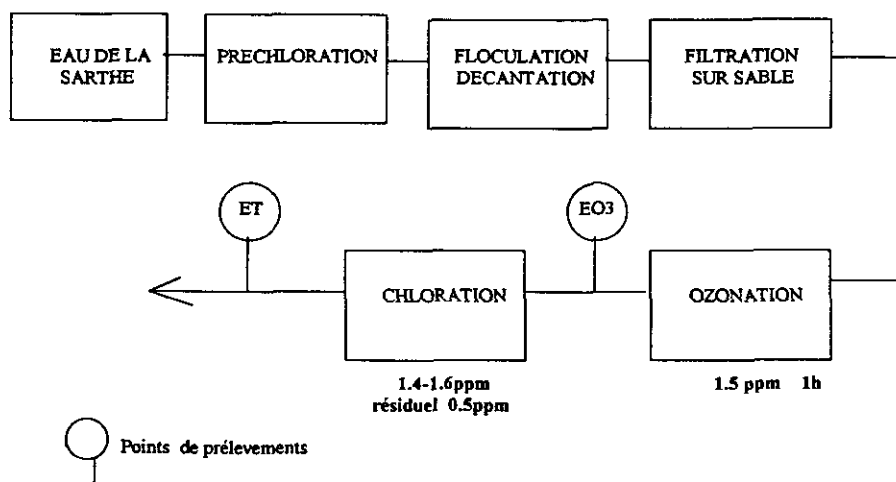 EAU DE LA
SARTHE
PRECHLORATION
FLOCULATION
DECANTATION
FILTRATION
SUR SABLE
ET
EO3
CHLORATION
OZONATION
1.4-1.6ppm
résiduel 0.5ppm
1.5 ppm 1h
Points de prélevements